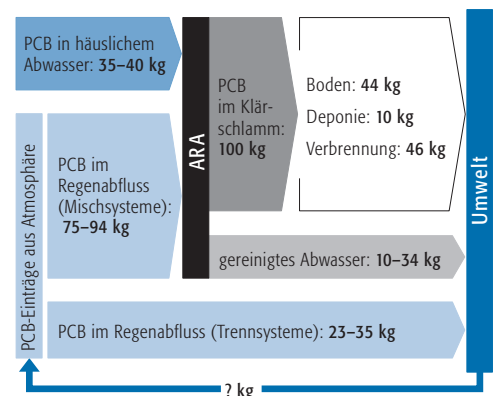 PCB in häuslichem
Abwasser: 35–40 kg
PCB-Einträge aus Atmosphäre
PCB im
Regenabfluss
(Mischsysteme):
75–94 kg
ARA
PCB
im Klär-
schlamm:
100 kg
Boden: 44 kg
Deponie: 10 kg
Verbrennung: 46 kg
gereinigtes Abwasser: 10–34 kg
PCB im Regenabfluss (Trennsysteme): 23–35 kg
Umwelt
? kg